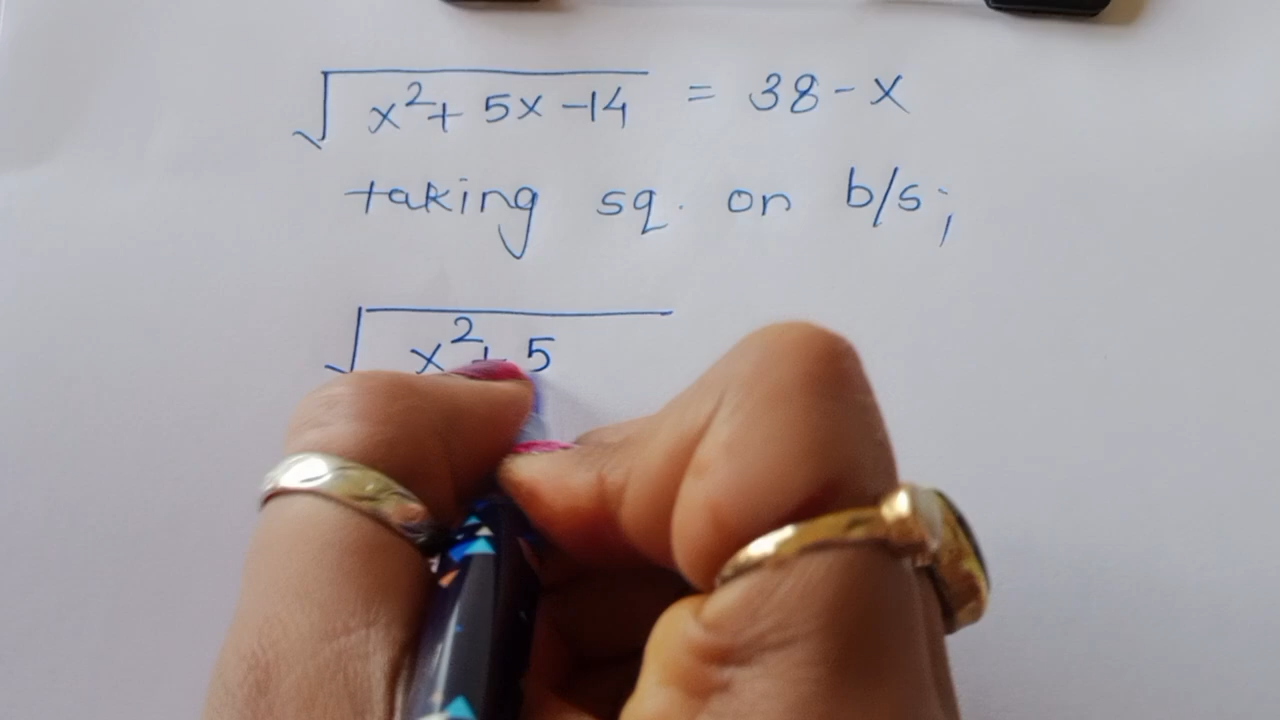 √(x² + 5x - 14) = 38 - x
taking sq. on b/s;
√(x² + 5